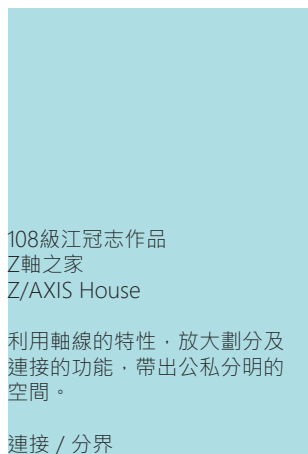 108級江冠志作品
Z軸之家
Z/AXIS House
利用軸線的特性，放大劃分及
連接的功能，帶出公私分明的
空間。
連接 / 分界